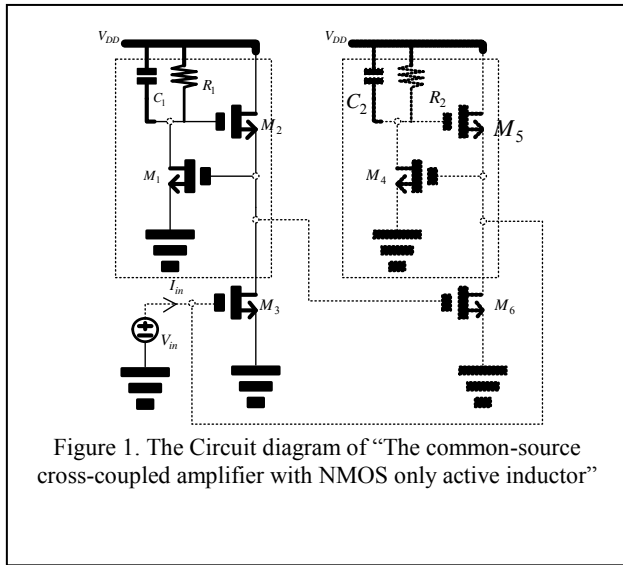 V_DD V_DD
C_1 R_1 C_2 R_2
M_2 M_5
M_1 M_4
I_in
M_3 M_6
V_in
Figure 1. The Circuit diagram of “The common-source
cross-coupled amplifier with NMOS only active inductor”